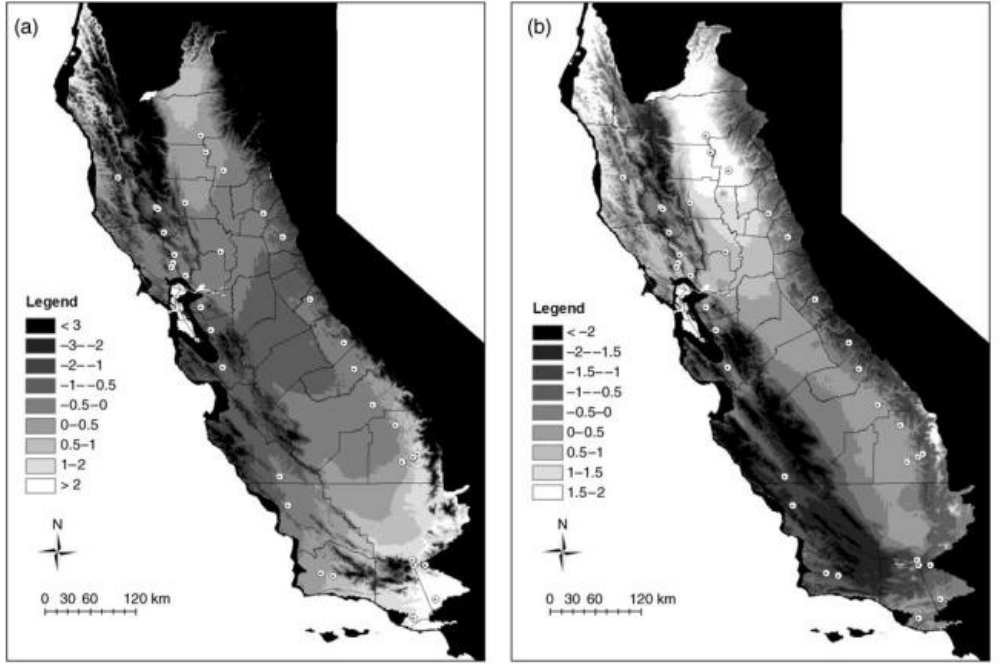 (a)
Legend
< 3
−3−−2
−2−−1
−1−−0.5
−0.5−0
0−0.5
0.5−1
1−2
> 2
N
0 30 60 120 km
(b)
Legend
< −2
−2−−1.5
−1.5−−1
−1−−0.5
−0.5−0
0−0.5
0.5−1
1−1.5
1.5−2
N
0 30 60 120 km